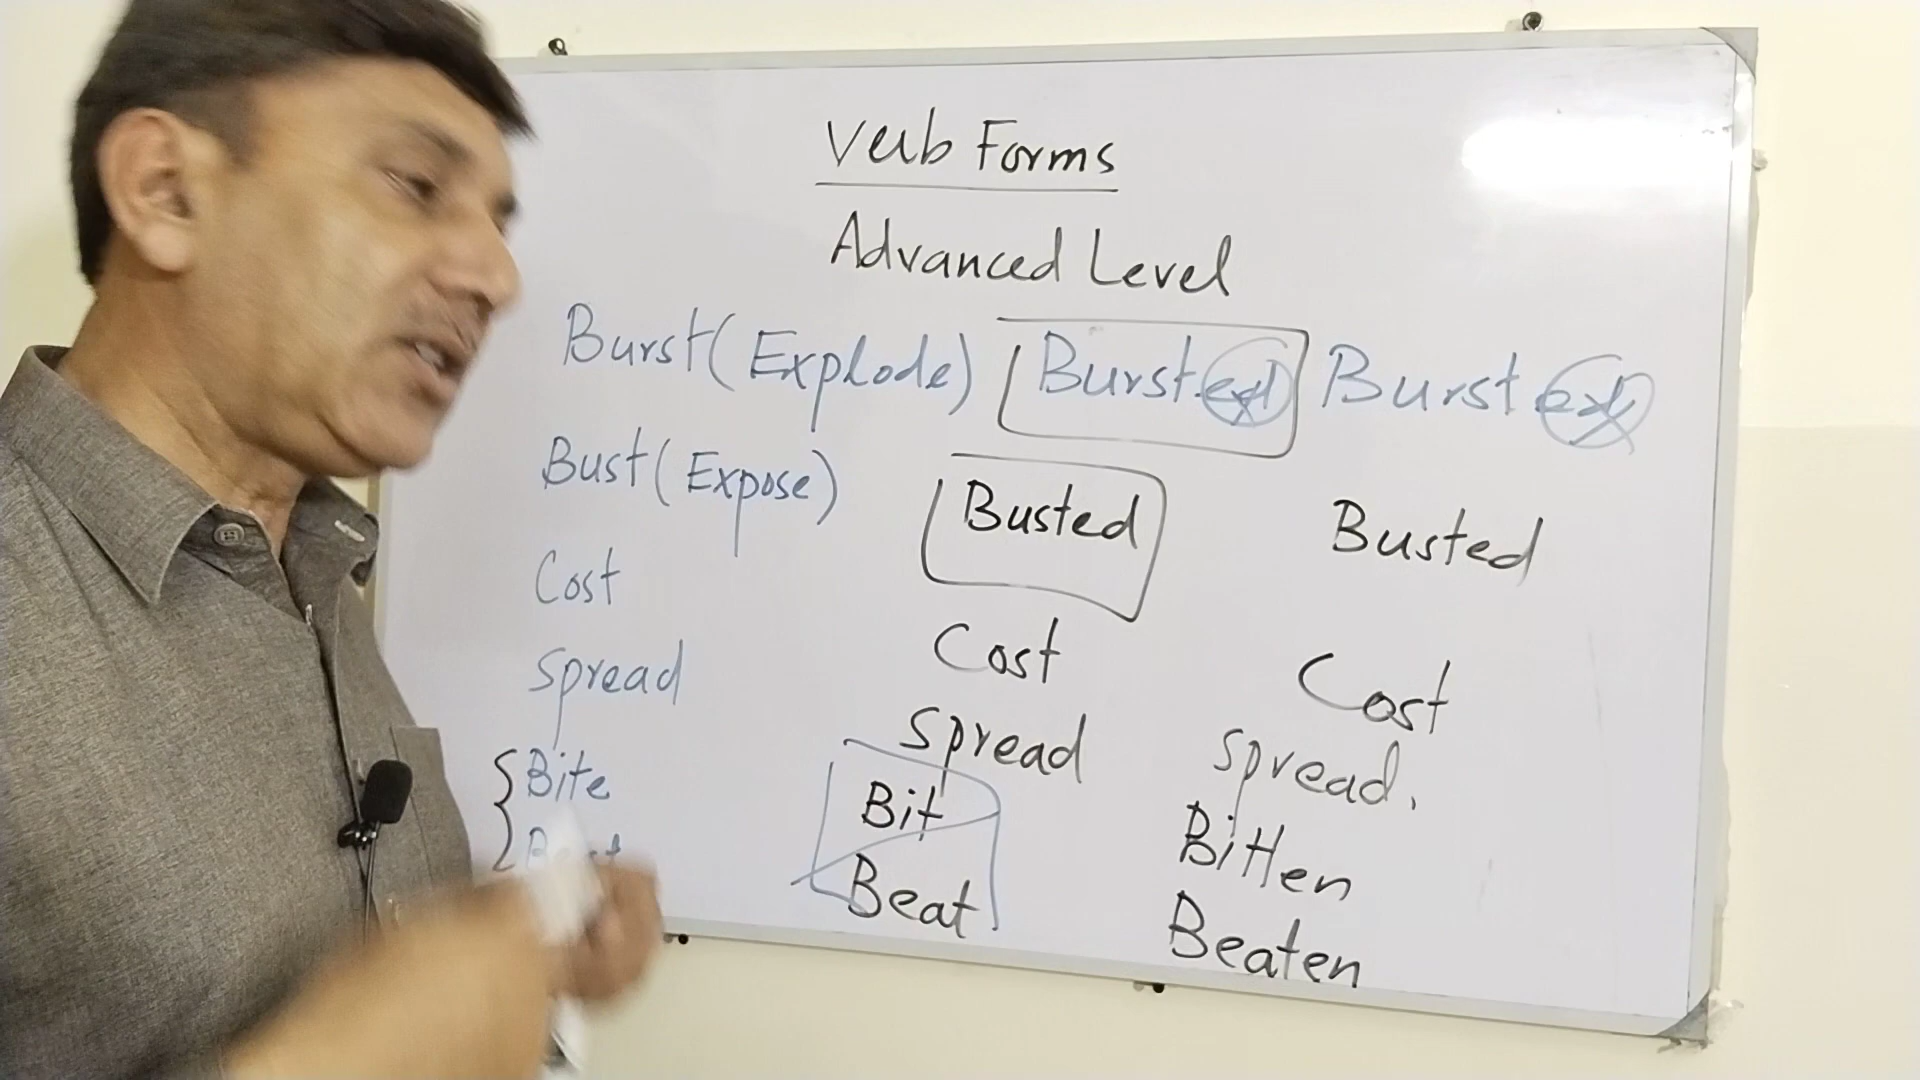 Verb Forms
Advanced Level
Burst (Explode) Bursted Bursted
Bust (Expose) Busted Busted
Cost Cost Cost
Spread Spread Spread.
Bite Bit Bitten
Beat Beat Beaten